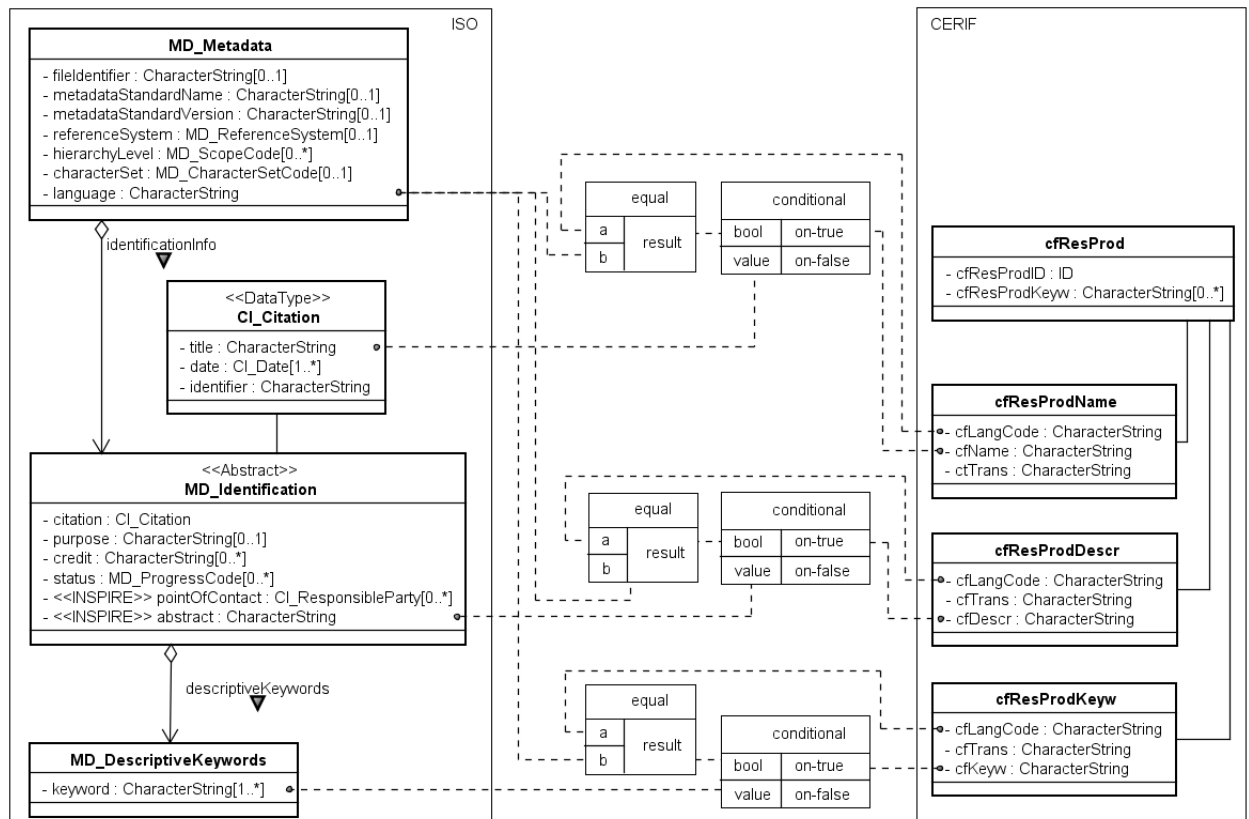 ISO
MD_Metadata
- fileIdentifier : CharacterString[0..1]
- metadataStandardName : CharacterString[0..1]
- metadataStandardVersion : CharacterString[0..1]
- referenceSystem : MD_ReferenceSystem[0..1]
- hierarchyLevel : MD_ScopeCode[0..*]
- characterSet : MD_CharacterSetCode[0..1]
- language : CharacterString
identificationInfo
<<DataType>>
CI_Citation
- title : CharacterString
- date : CI_Date[1..*]
- identifier : CharacterString
<<Abstract>>
MD_Identification
- citation : CI_Citation
- purpose : CharacterString[0..1]
- credit : CharacterString[0..*]
- status : MD_ProgressCode[0..*]
- <<INSPIRE>> pointOfContact : CI_ResponsibleParty[0..*]
- <<INSPIRE>> abstract : CharacterString
descriptiveKeywords
MD_DescriptiveKeywords
- keyword : CharacterString[1..*]
equal
a
b
result
conditional
bool
on-true
value
on-false
equal
a
b
result
conditional
bool
on-true
value
on-false
equal
a
b
result
conditional
bool
on-true
value
on-false
CERIF
cfResProd
- cfResProdID : ID
- cfResProdKeyw : CharacterString[0..*]
cfResProdName
- cfLangCode : CharacterString
- cfName : CharacterString
- ctTrans : CharacterString
cfResProdDescr
- cfLangCode : CharacterString
- cfTrans : CharacterString
- cfDescr : CharacterString
cfResProdKeyw
- cfLangCode : CharacterString
- cfTrans : CharacterString
- cfKeyw : CharacterString